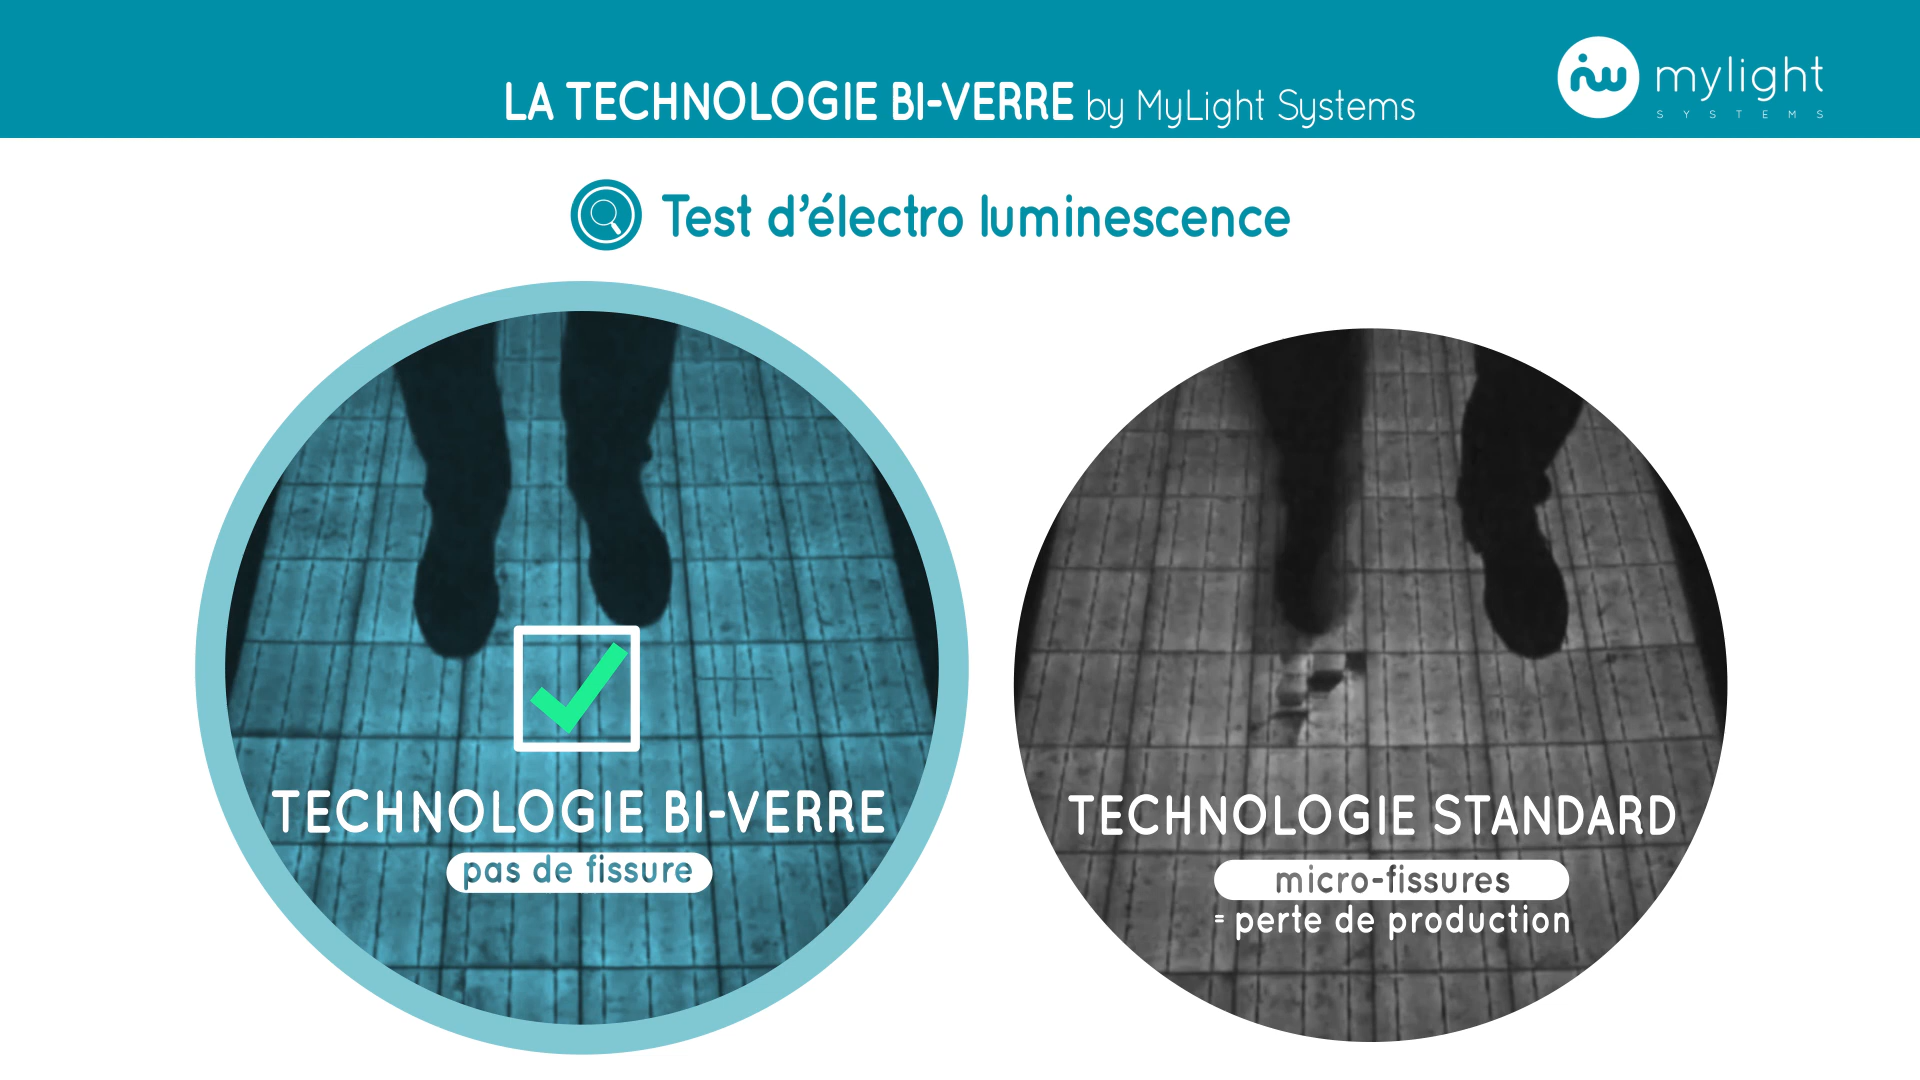 LA TECHNOLOGIE BI-VERRE by MyLight Systems
mylight
SYSTEMS
Test d'électro luminescence
TECHNOLOGIE BI-VERRE
pas de fissure
TECHNOLOGIE STANDARD
micro-fissures
= perte de production